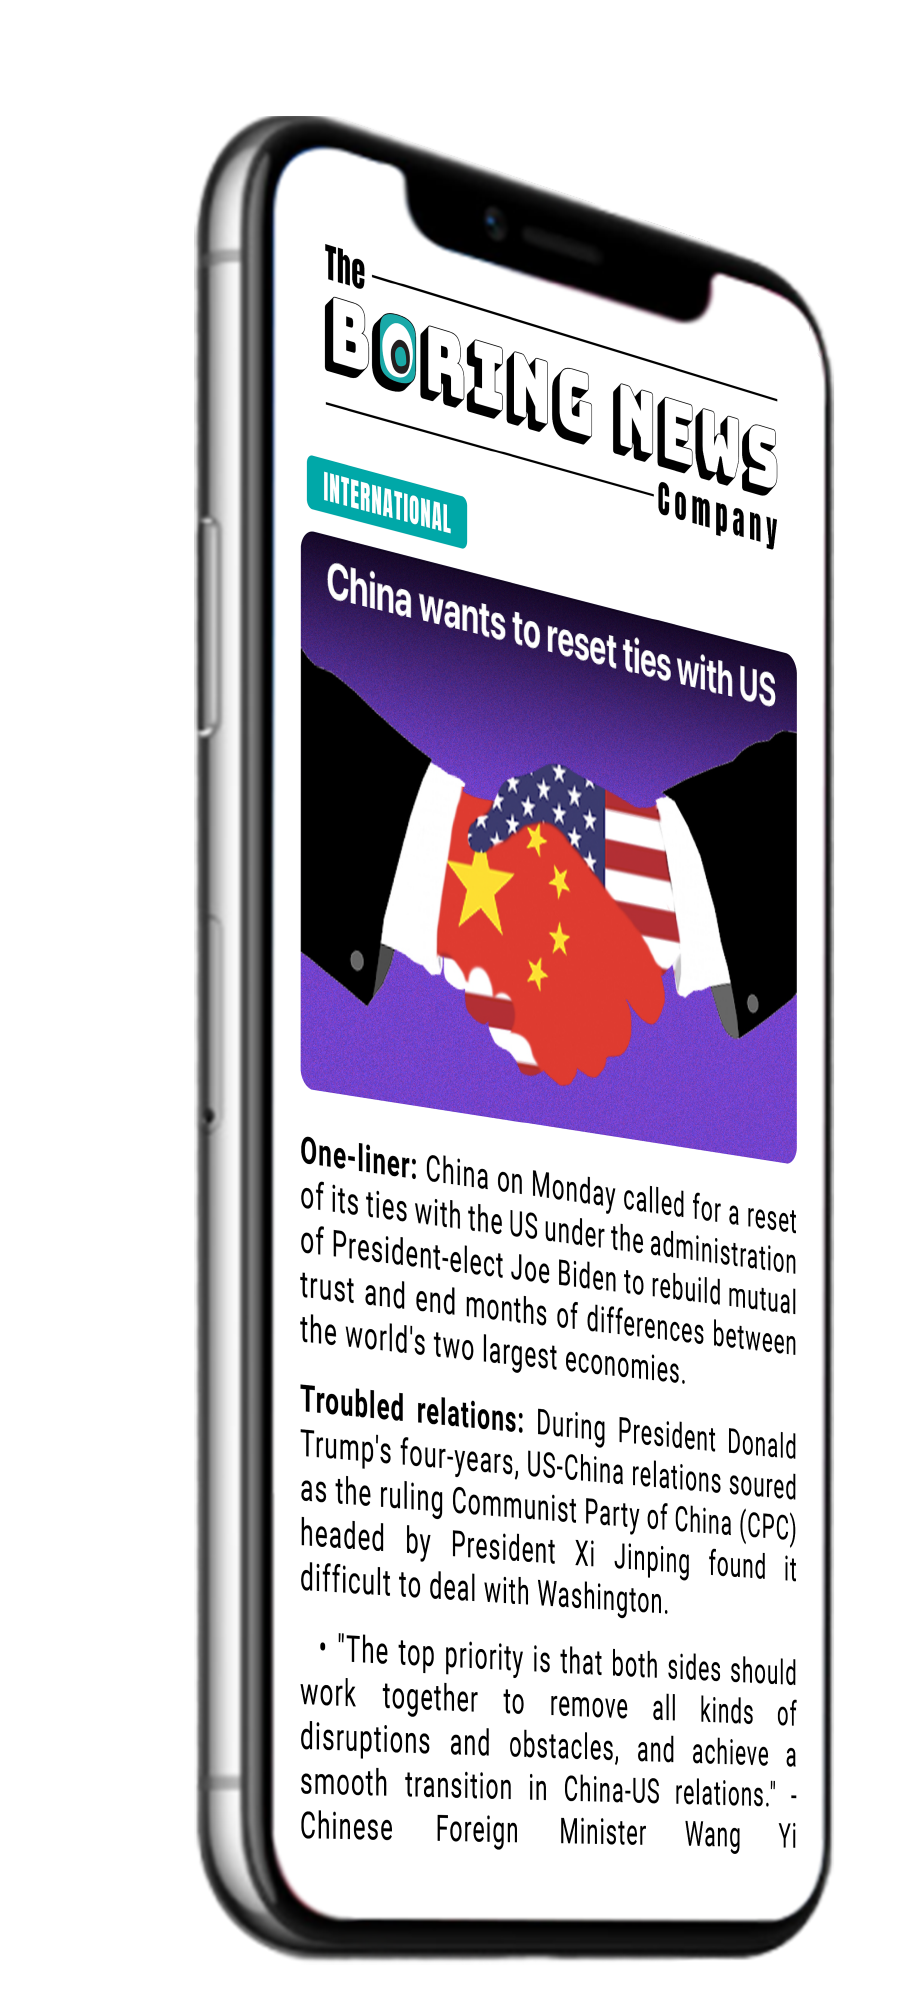 The
BORING NEWS
Company
INTERNATIONAL
China wants to reset ties with US
One-liner: China on Monday called for a reset
of its ties with the US under the administration
of President-elect Joe Biden to rebuild mutual
trust and end months of differences between
the world's two largest economies.
Troubled relations: During President Donald
Trump's four-years, US-China relations soured
as the ruling Communist Party of China (CPC)
headed by President Xi Jinping found it
difficult to deal with Washington.
• "The top priority is that both sides should
work together to remove all kinds of
disruptions and obstacles, and achieve a
smooth transition in China-US relations." -
Chinese Foreign Minister Wang Yi